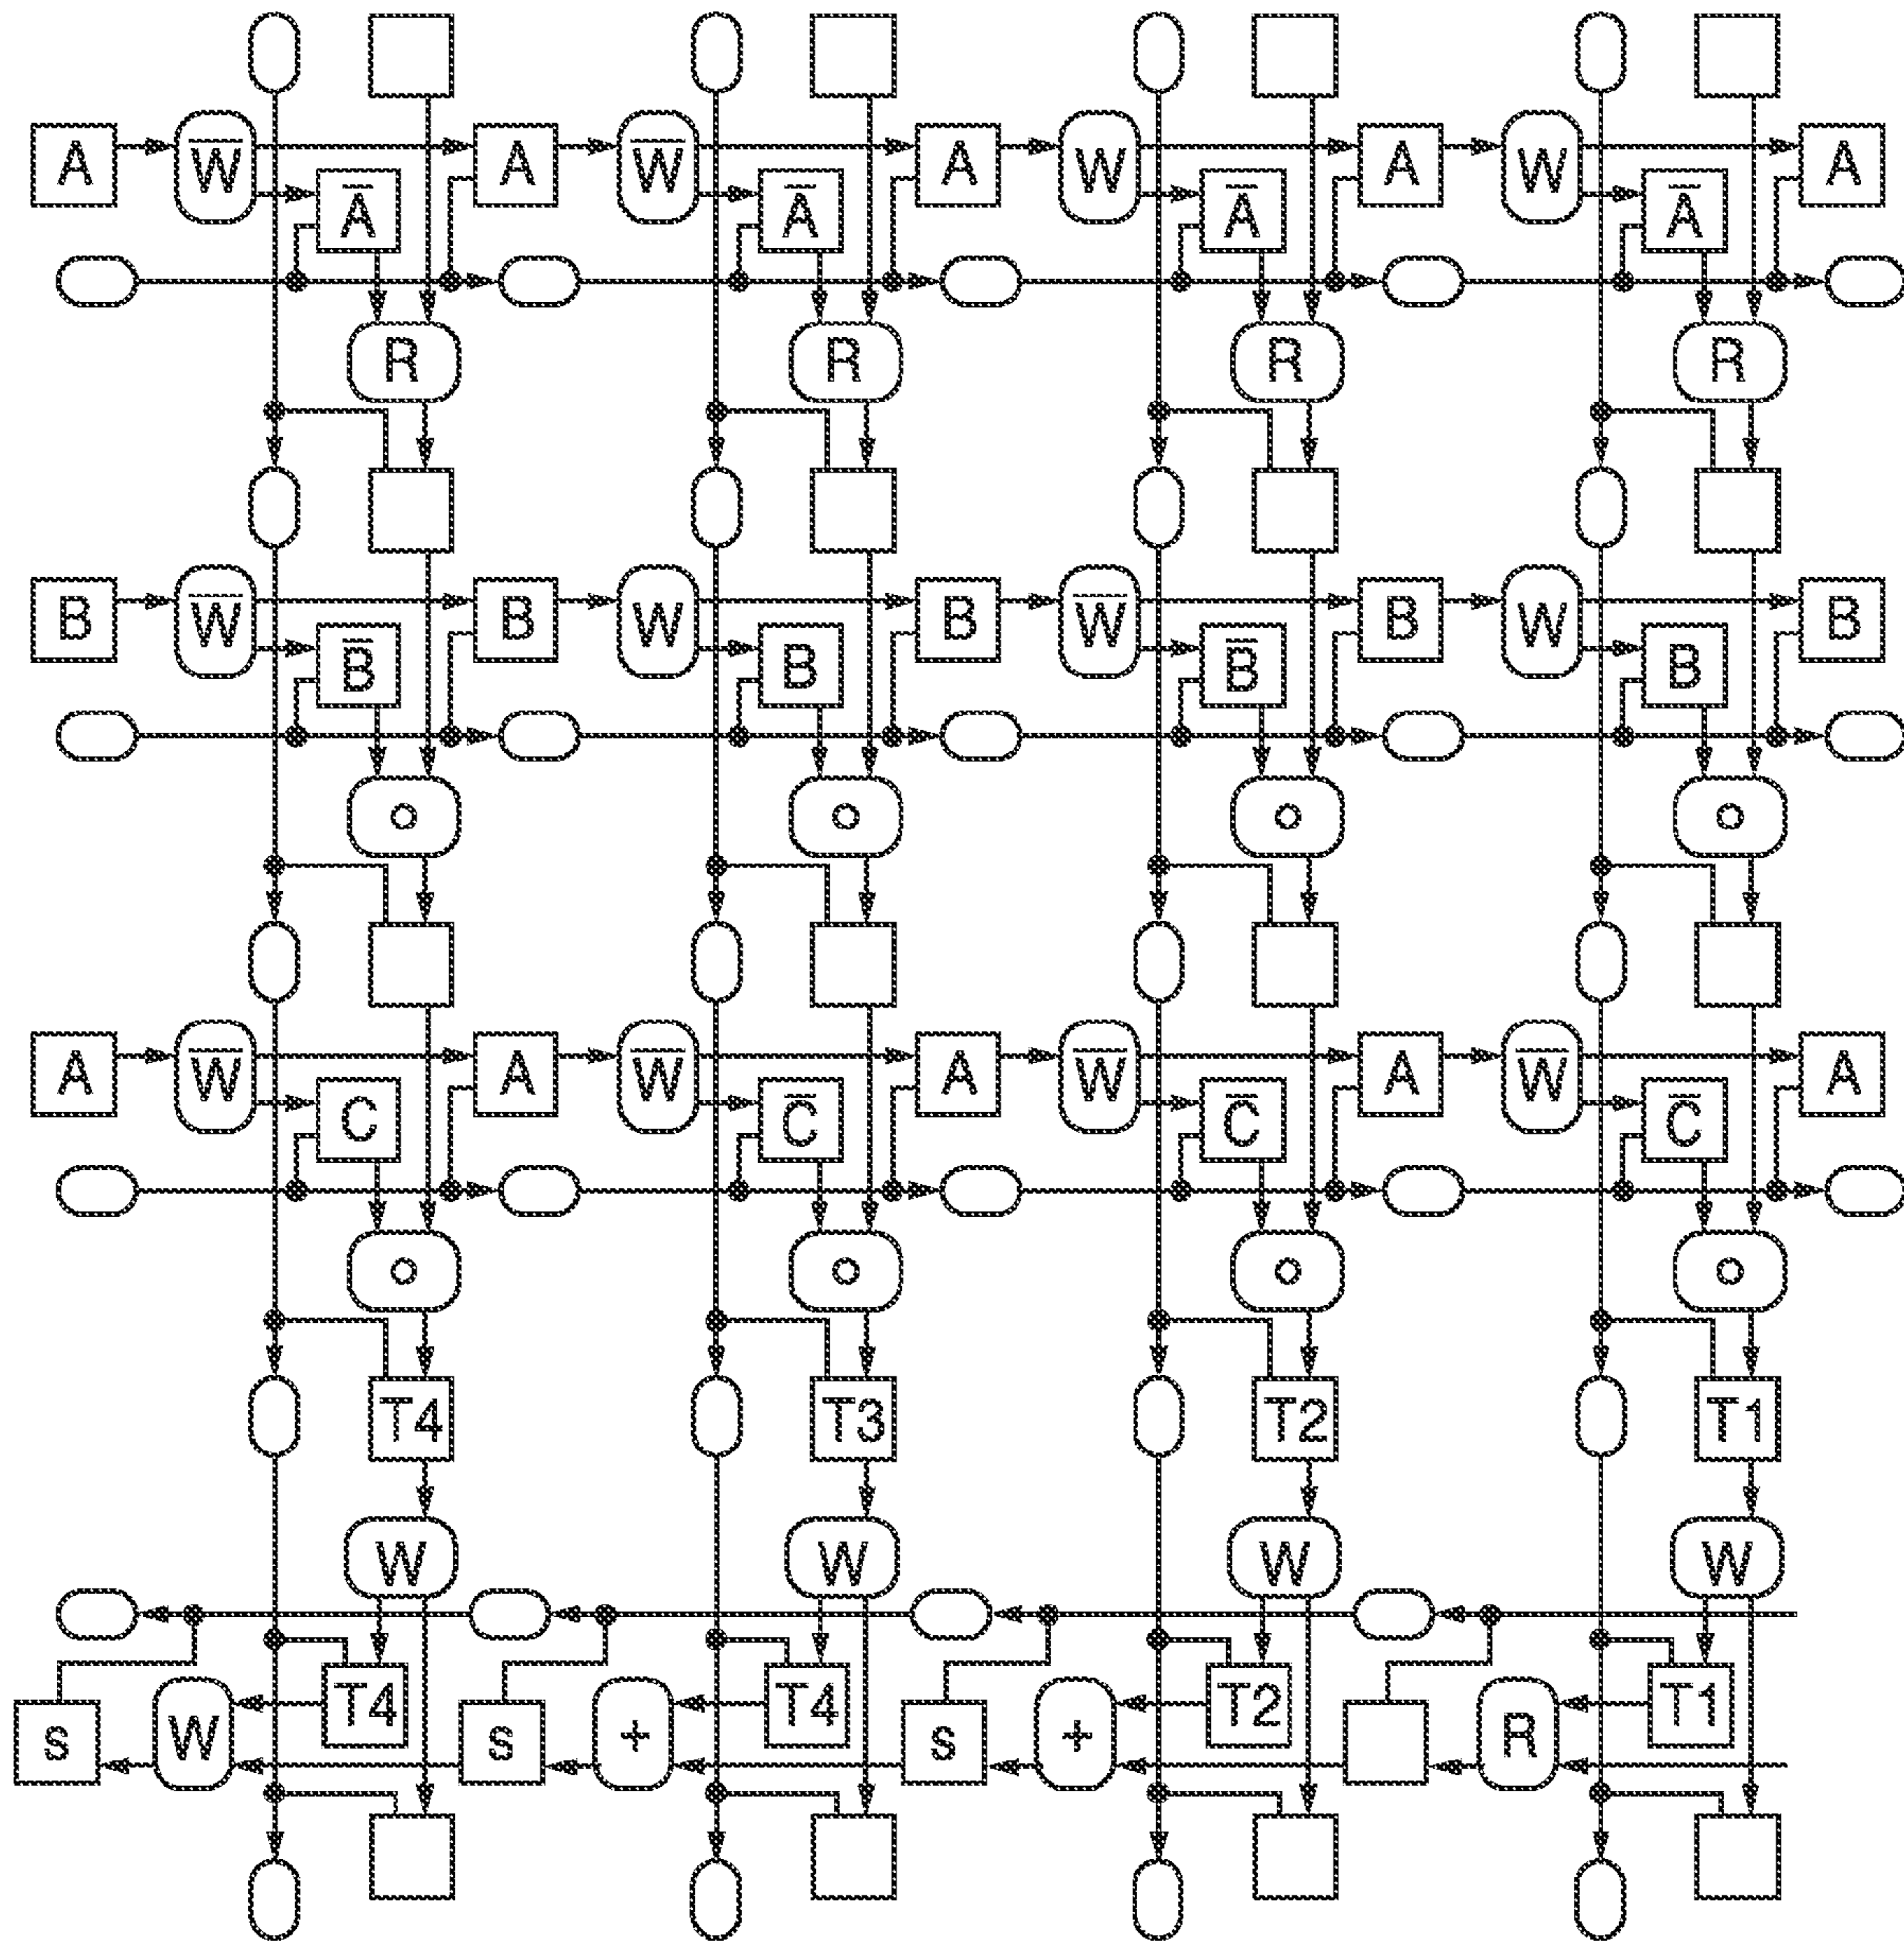 A W̅ A W̅ A W A W A
A̅ A̅ A̅ A̅
R R R R
B W̅ B W B W̅ B W B
B̅ B B̅ B
o o o o
A W̅ A W̅ A W̅ A W̅ A
C C̅ C̅ C̅
o o o o
T4 T3 T2 T1
W W W W
T4 T4 T2 T1
s W s + s + R